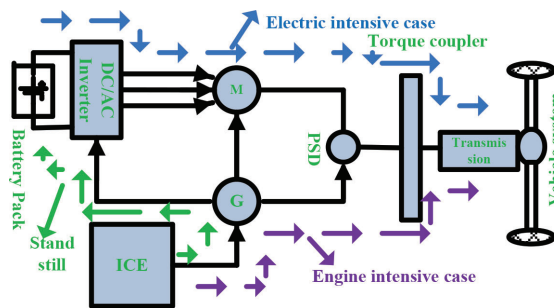 Electric intensive case
Torque coupler
DC/AC
Inverter
M
PSD
Transmis
sion
Battery Pack
G
Stand
still
ICE
Engine intensive case